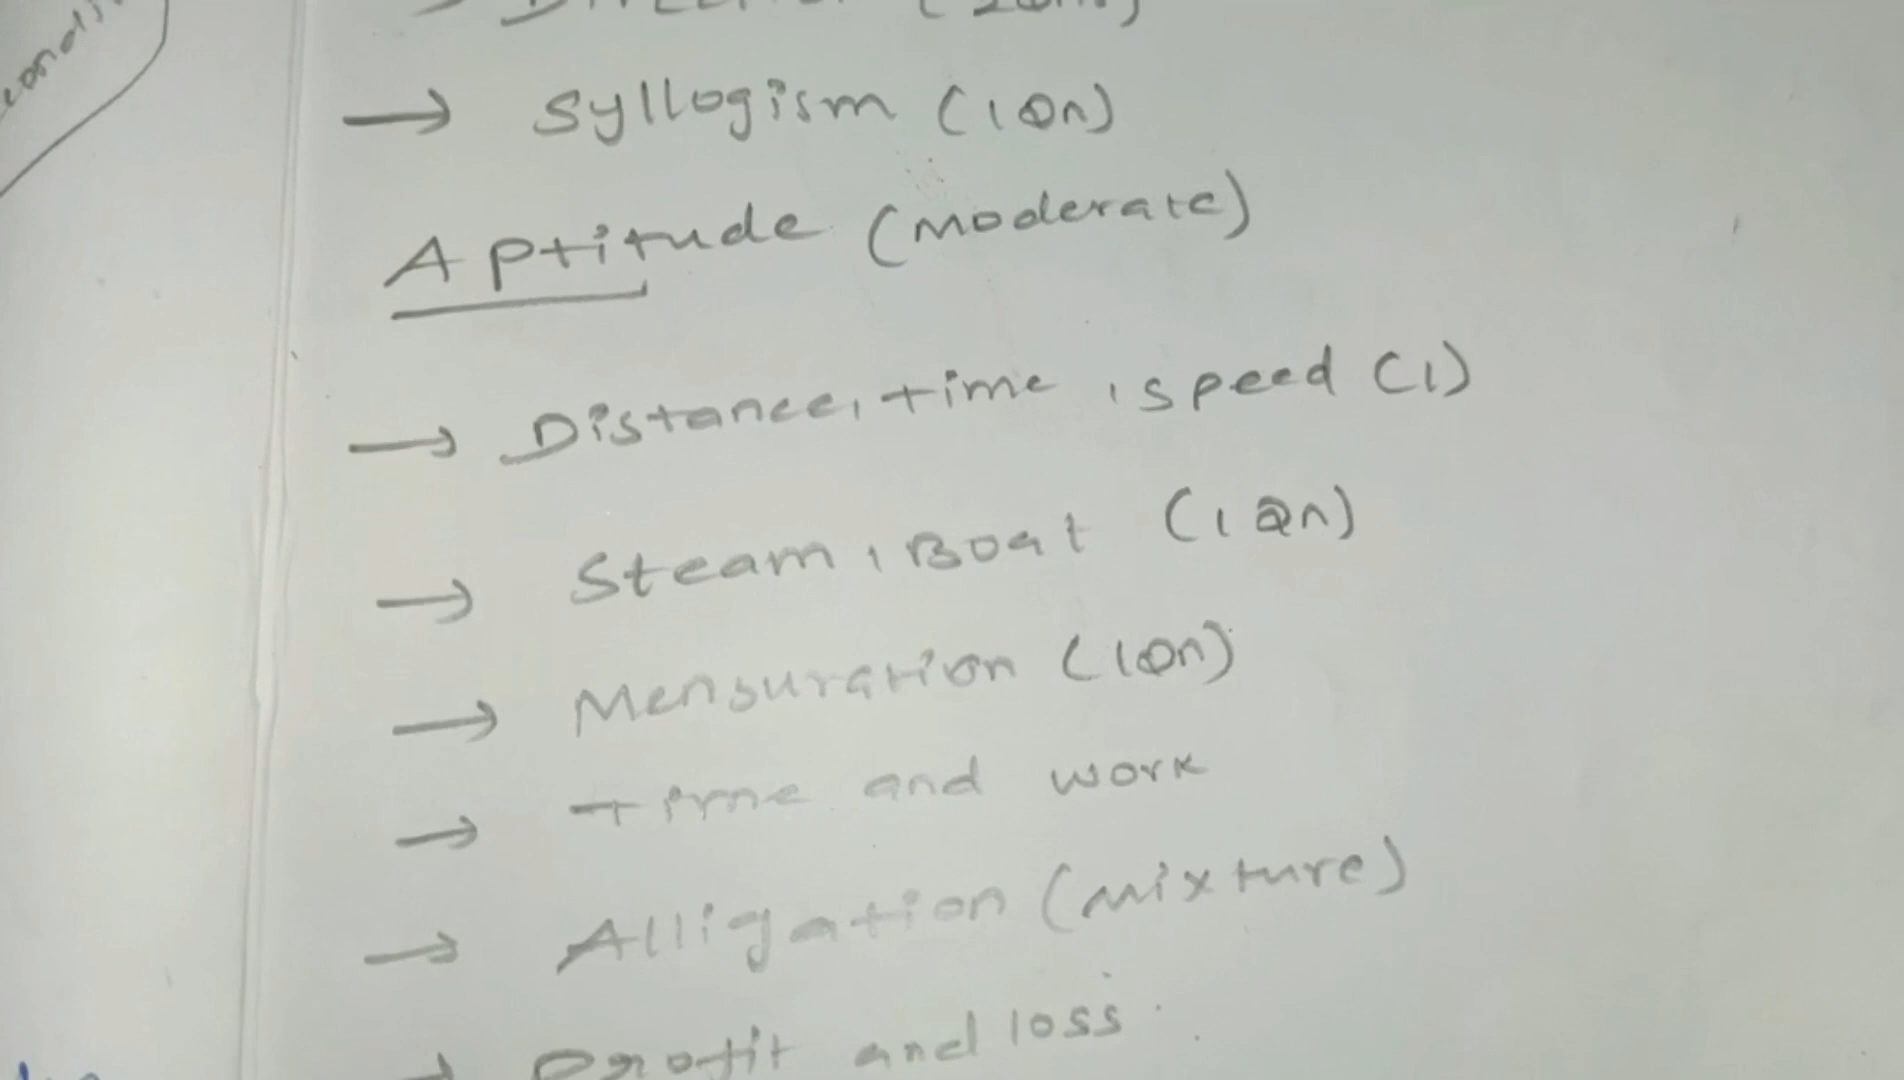 → Syllogism (1Qn)
Aptitude (moderate)
→ Distance, time, speed (1)
→ Steam, Boat (1Qn)
→ Mensuration (1Qn)
→ time and work
→ Alligation (mixture)
→ Profit and loss